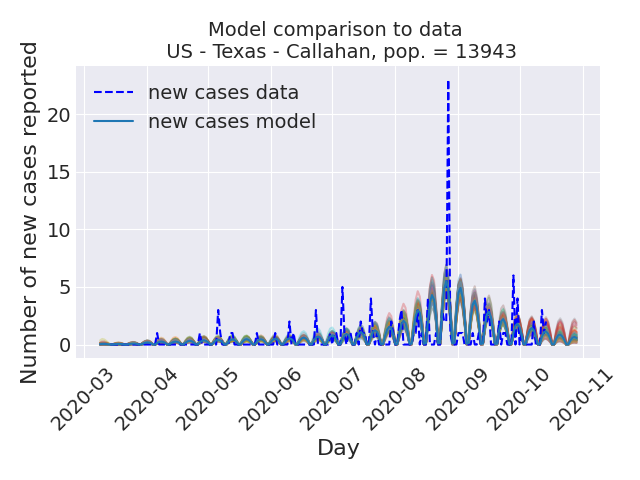 Model comparison to data
US - Texas - Callahan, pop. = 13943
Number of new cases reported
new cases data
new cases model
20
15
10
5
0
2020-03
2020-04
2020-05
2020-06
2020-07
2020-08
2020-09
2020-10
2020-11
Day